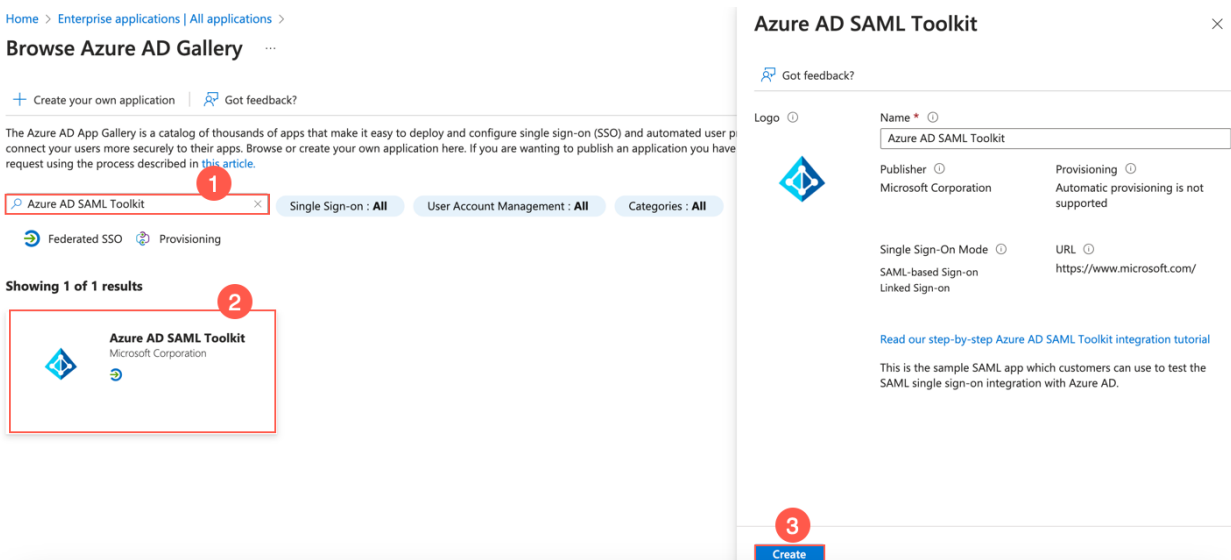 Home > Enterprise applications | All applications >
Browse Azure AD Gallery ...
+ Create your own application
Got feedback?
The Azure AD App Gallery is a catalog of thousands of apps that make it easy to deploy and configure single sign-on (SSO) and automated user
connect your users more securely to their apps. Browse or create your own application here. If you are wanting to publish an application you have
request using the process described in this article.
1
Azure AD SAML Toolkit ×
Single Sign-on : All
User Account Management : All
Categories : All
Federated SSO
Provisioning
Showing 1 of 1 results
2
Azure AD SAML Toolkit
Microsoft Corporation
Azure AD SAML Toolkit ×
Got feedback?
Logo
Name *
Azure AD SAML Toolkit
Publisher
Microsoft Corporation
Provisioning
Automatic provisioning is not
supported
Single Sign-On Mode
SAML-based Sign-on
Linked Sign-on
URL
https://www.microsoft.com/
Read our step-by-step Azure AD SAML Toolkit integration tutorial
This is the sample SAML app which customers can use to test the
SAML single sign-on integration with Azure AD.
3
Create